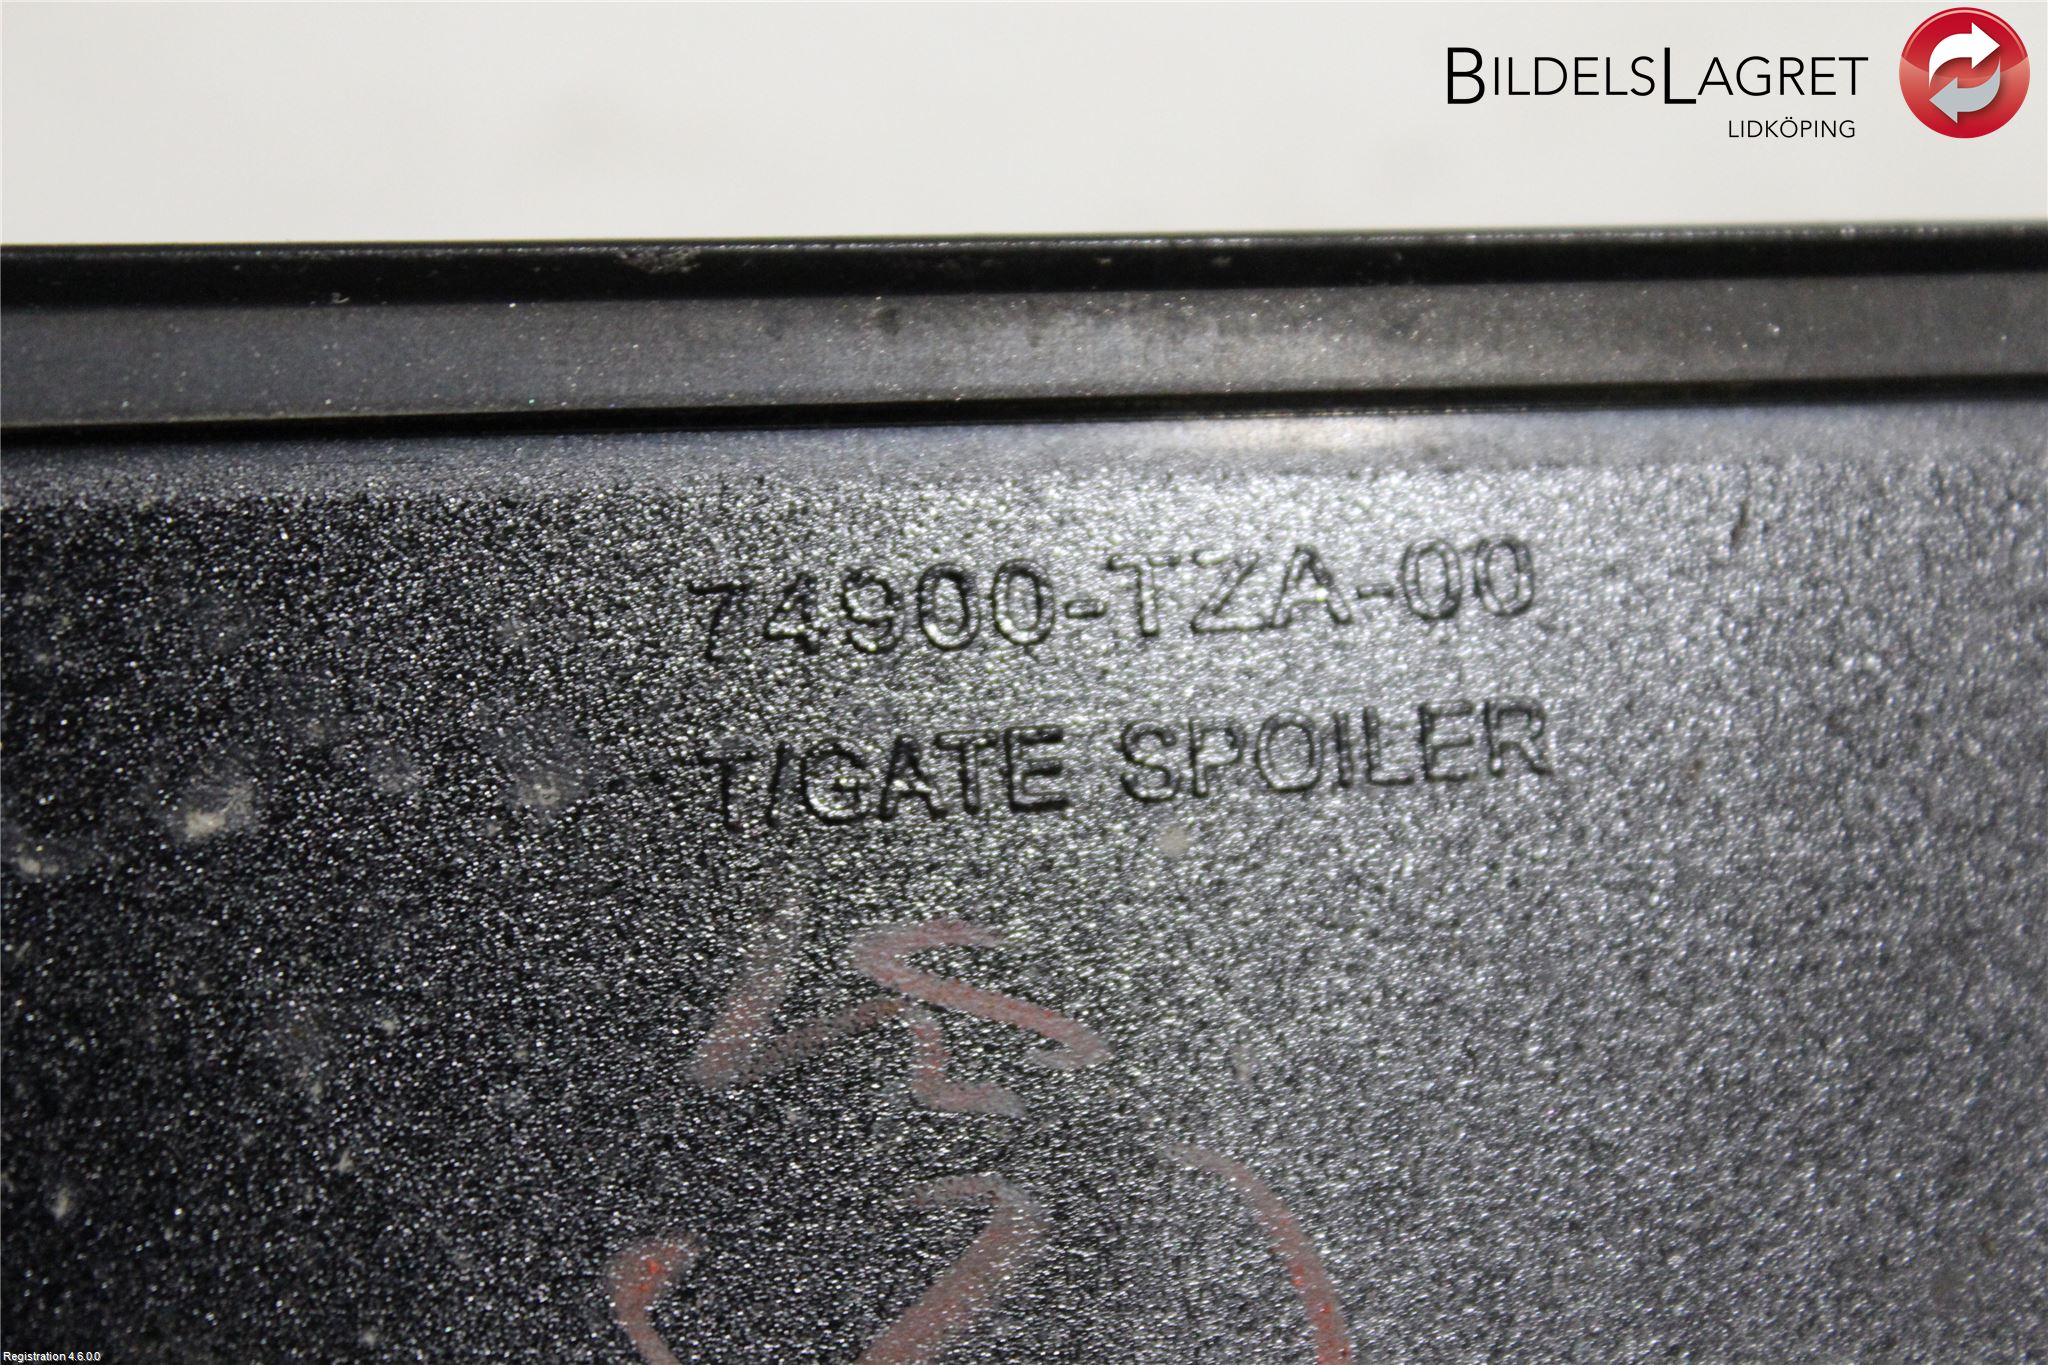 BILDELSLAGRET
LIDKÖPING
74900-TZA-00
T/GATE SPOILER
Registration 4.6.0.0